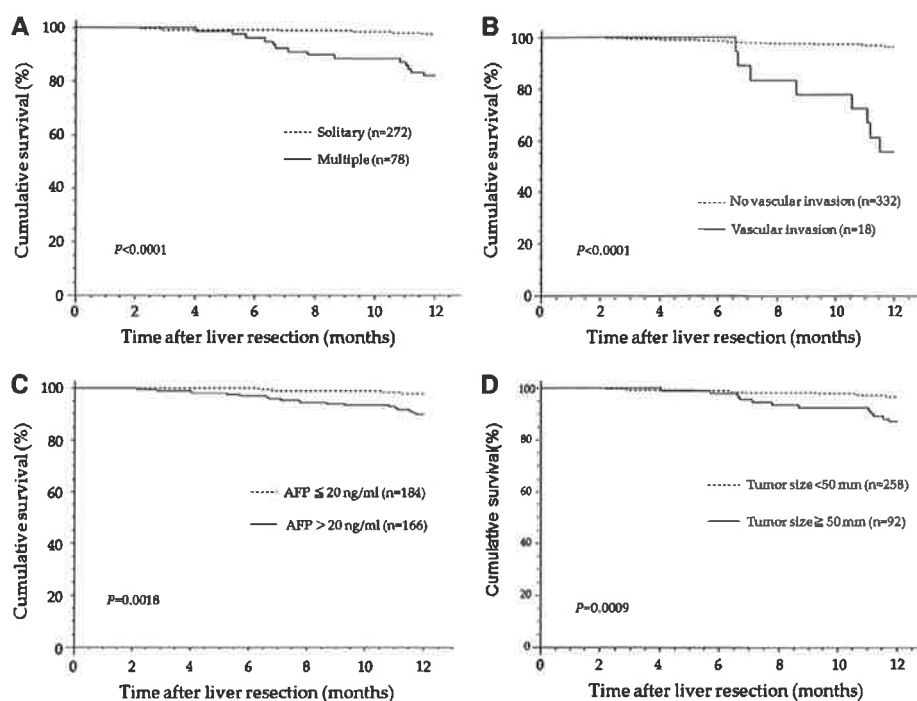 A
Cumulative survival (%)
100
80
60
40
20
0
Solitary (n=272)
Multiple (n=78)
P<0.0001
0 2 4 6 8 10 12
Time after liver resection (months)
B
Cumulative survival (%)
100
80
60
40
20
0
No vascular invasion (n=332)
Vascular invasion (n=18)
P<0.0001
0 2 4 6 8 10 12
Time after liver resection (months)
C
Cumulative survival (%)
100
80
60
40
20
0
AFP ≦ 20 ng/ml (n=184)
AFP > 20 ng/ml (n=166)
P=0.0018
0 2 4 6 8 10 12
Time after liver resection (months)
D
Cumulative survival(%)
100
80
60
40
20
0
Tumor size <50 mm (n=258)
Tumor size ≧ 50 mm (n=92)
P=0.0009
0 2 4 6 8 10 12
Time after liver resection (months)